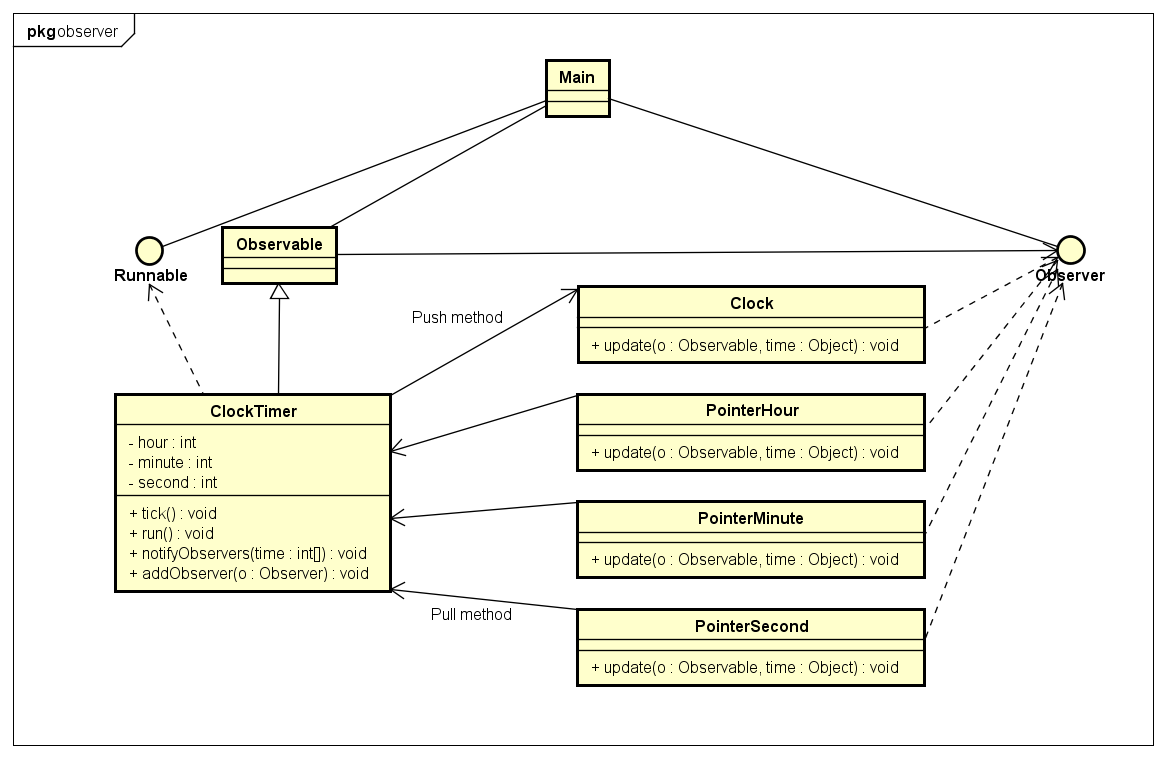 pkg observer
Main
Runnable
Observable
Observer
Push method
Clock
+ update(o : Observable, time : Object) : void
ClockTimer
- hour : int
- minute : int
- second : int
+ tick() : void
+ run() : void
+ notifyObservers(time : int[]) : void
+ addObserver(o : Observer) : void
PointerHour
+ update(o : Observable, time : Object) : void
PointerMinute
+ update(o : Observable, time : Object) : void
Pull method
PointerSecond
+ update(o : Observable, time : Object) : void